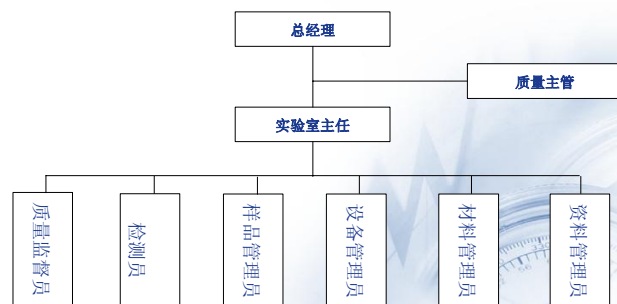 总经理
质量主管
实验室主任
质量监督员
检测员
样品管理员
设备管理员
材料管理员
资料管理员